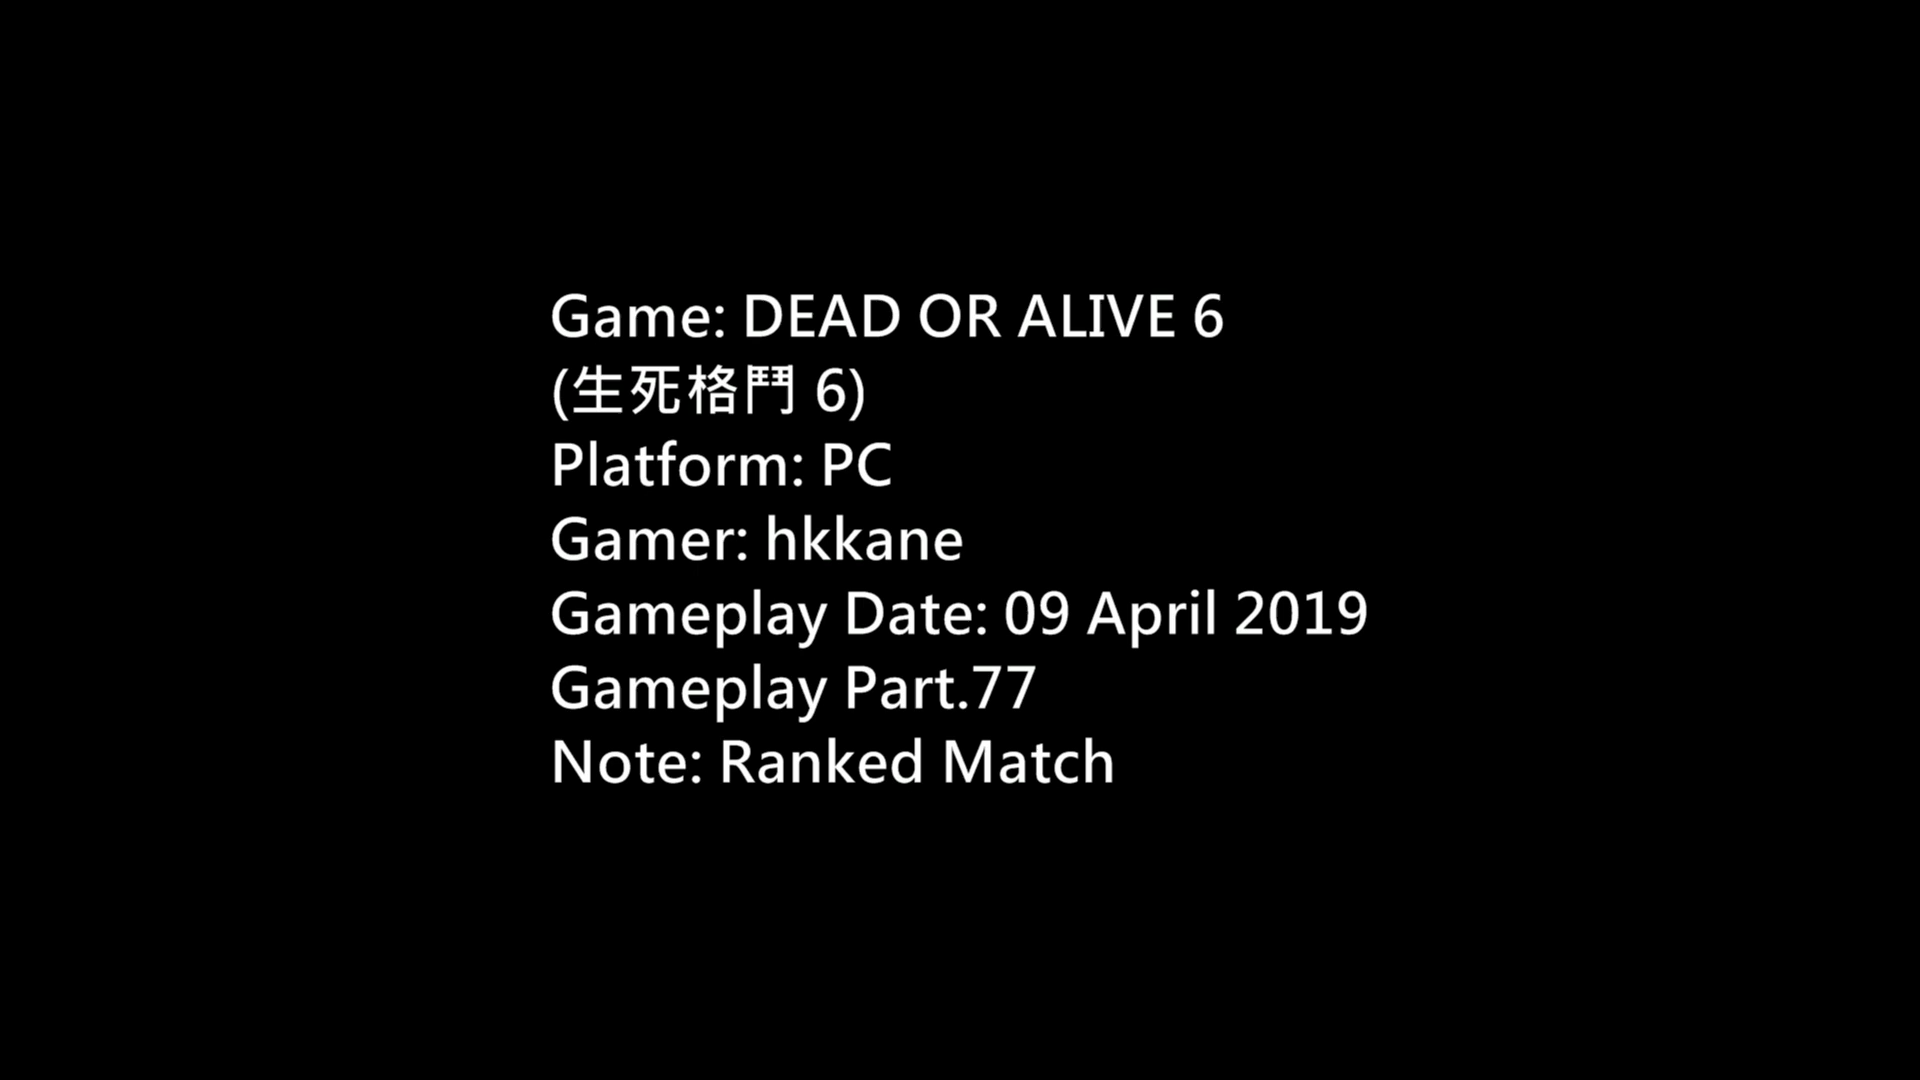 Game: DEAD OR ALIVE 6
(生死格鬥 6)
Platform: PC
Gamer: hkkane
Gameplay Date: 09 April 2019
Gameplay Part.77
Note: Ranked Match